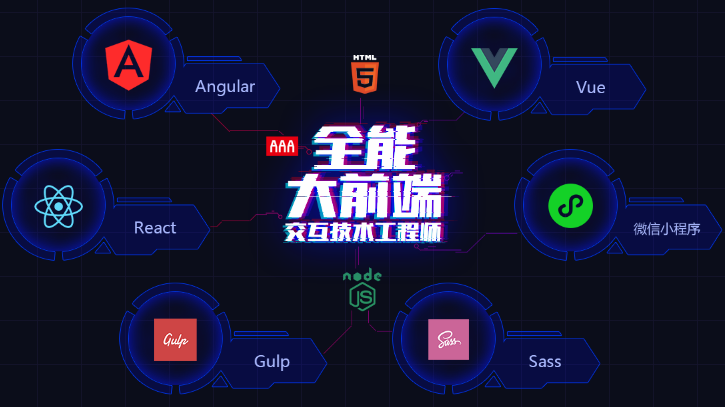 Angular
HTML
5
Vue
AAA
全能
大前端
交互技术工程师
React
微信小程序
node
JS
Gulp
Gulp
Sass
Sass